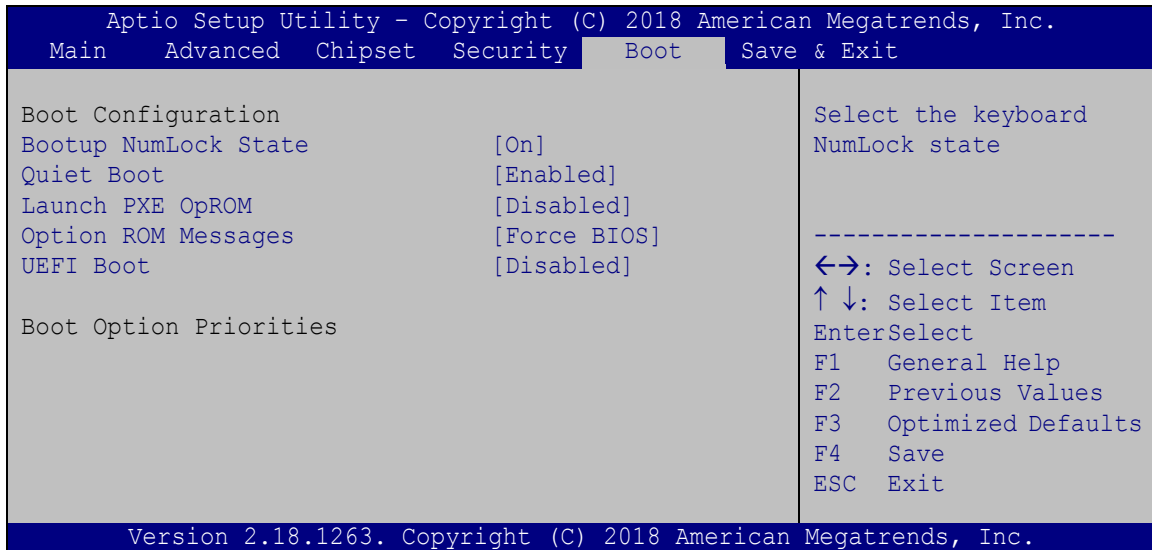 Aptio Setup Utility – Copyright (C) 2018 American Megatrends, Inc.
Main Advanced Chipset Security Boot Save & Exit
Boot Configuration
Bootup NumLock State [On]
Quiet Boot [Enabled]
Launch PXE OpROM [Disabled]
Option ROM Messages [Force BIOS]
UEFI Boot [Disabled]
Boot Option Priorities
Select the keyboard
NumLock state
---------------------
←→: Select Screen
↑ ↓: Select Item
EnterSelect
F1 General Help
F2 Previous Values
F3 Optimized Defaults
F4 Save
ESC Exit
Version 2.18.1263. Copyright (C) 2018 American Megatrends, Inc.